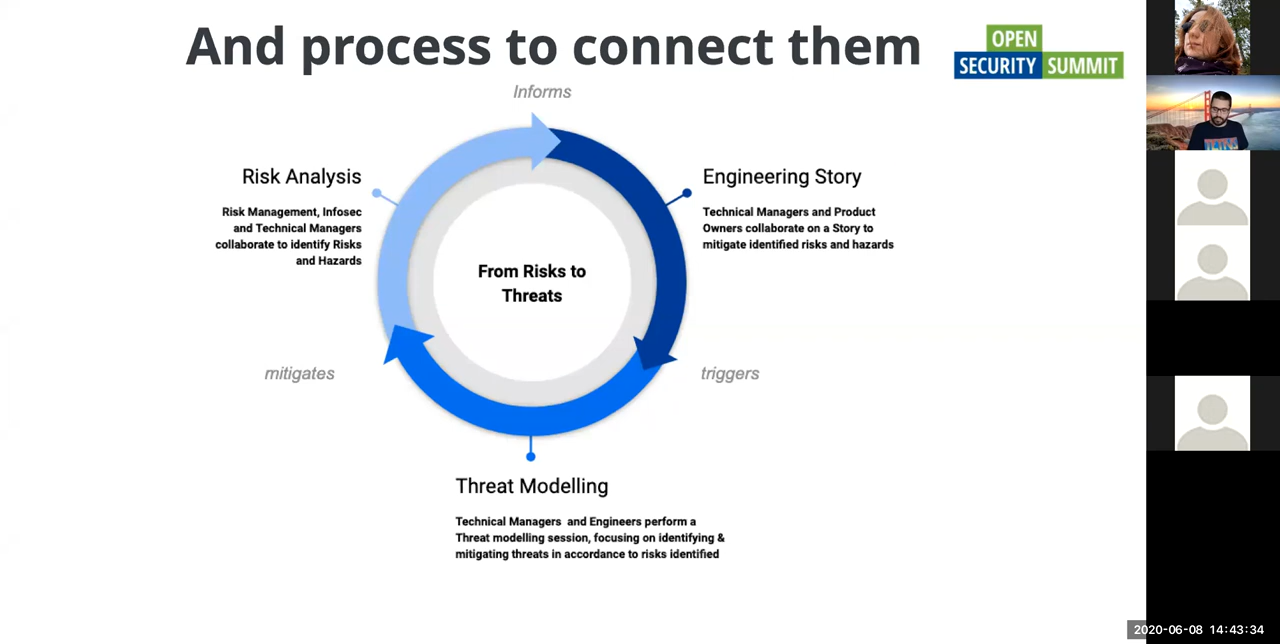 And process to connect them
OPEN
SECURITY SUMMIT
Informs
Risk Analysis
Risk Management, Infosec
and Technical Managers
collaborate to identify Risks
and Hazards
Engineering Story
Technical Managers and Product
Owners collaborate on a Story to
mitigate identified risks and hazards
From Risks to
Threats
mitigates
triggers
Threat Modelling
Technical Managers and Engineers perform a
Threat modelling session, focusing on identifying &
mitigating threats in accordance to risks identified
2020-06-08 14:43:34